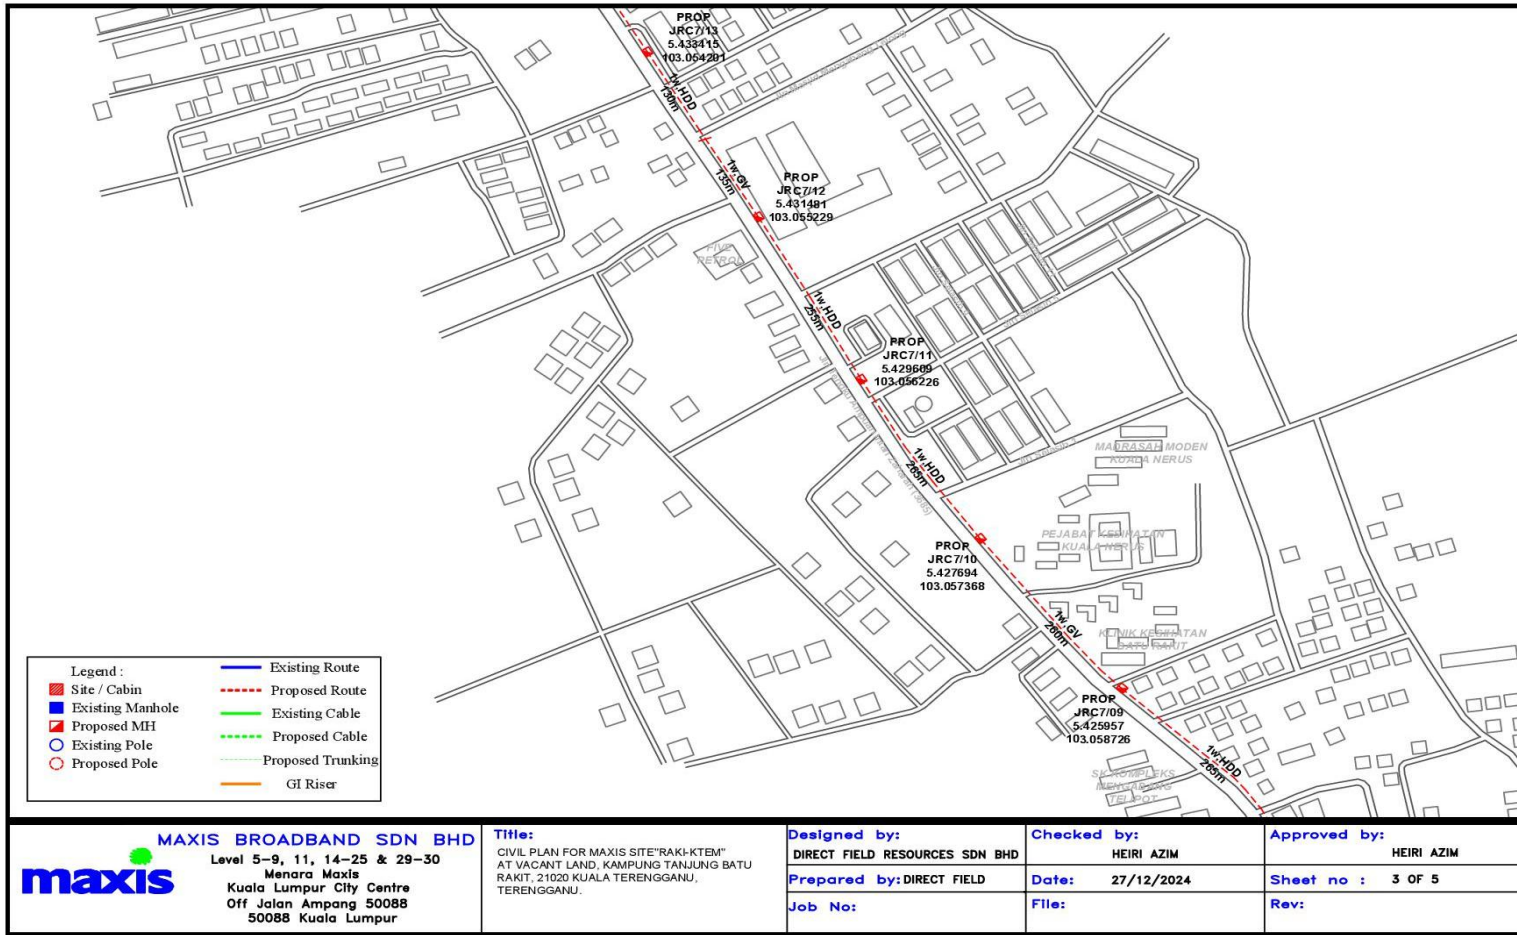 PROP
JRC7/13
5.433415
103.054201
1w,HDD
130m
Jln Masjid Mengabang Telipot
1w,GV
135m
PROP
JRC7/12
5.431481
103.055229
FIVE
PETROL
1w,HDD
255m
PROP
JRC7/11
5.429609
103.056226
1w,HDD
265m
MADRASAH MODEN
KUALA NERUS
PEJABAT KESIHATAN
KUALA NERUS
PROP
JRC7/10
5.427694
103.057368
1w,GV
260m
KLINIK KESIHATAN
BATU RAKIT
PROP
JRC7/09
5.425957
103.058726
1w,HDD
265m
SK KOMPLEKS
MENGABANG
TELIPOT
Legend :
Site / Cabin
Existing Manhole
Proposed MH
Existing Pole
Proposed Pole
Existing Route
Proposed Route
Existing Cable
Proposed Cable
Proposed Trunking
GI Riser
maxis
MAXIS BROADBAND SDN BHD
Level 5-9, 11, 14-25 & 29-30
Menara Maxis
Kuala Lumpur City Centre
Off Jalan Ampang 50088
50088 Kuala Lumpur
Title:
CIVIL PLAN FOR MAXIS SITE"RAKI-KTEM"
AT VACANT LAND, KAMPUNG TANJUNG BATU
RAKIT, 21020 KUALA TERENGGANU,
TERENGGANU.
Designed by:
DIRECT FIELD RESOURCES SDN BHD
Prepared by: DIRECT FIELD
Job No:
Checked by:
HEIRI AZIM
Date: 27/12/2024
File:
Approved by:
HEIRI AZIM
Sheet no : 3 OF 5
Rev: